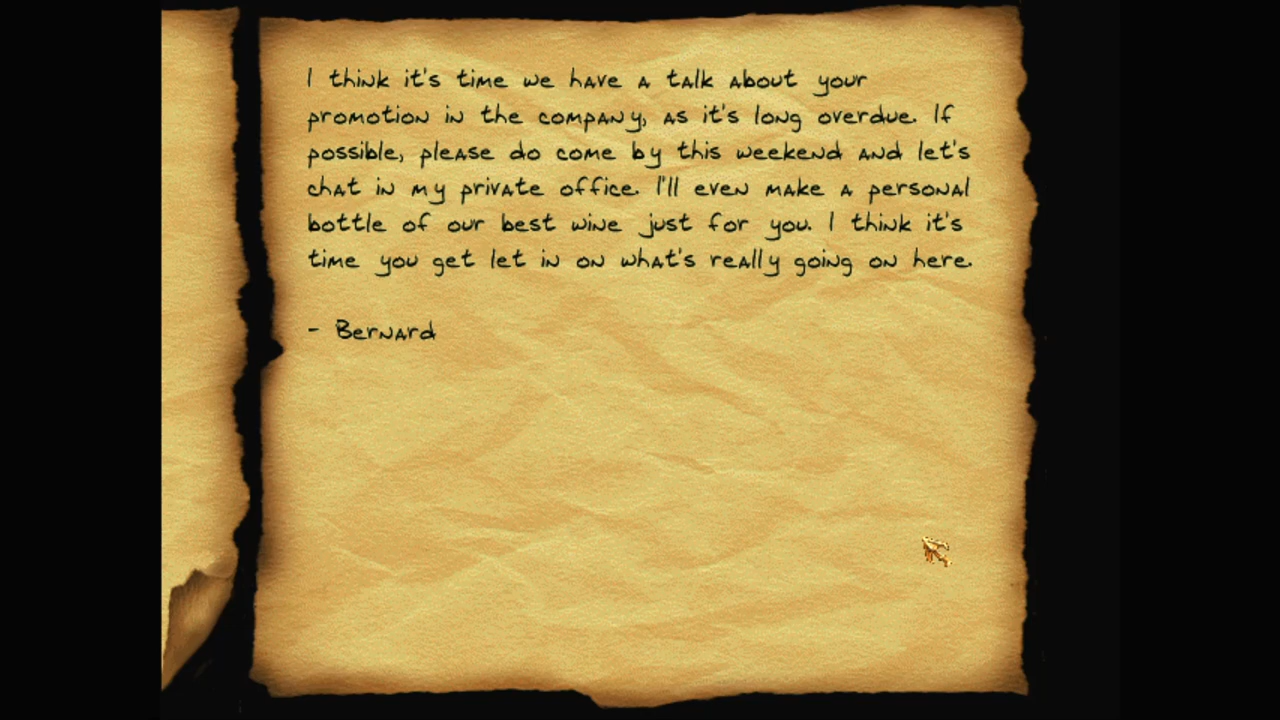 I think it's time we have a talk about your
promotion in the company, as it's long overdue. If
possible, please do come by this weekend and let's
chat in my private office. I'll even make a personal
bottle of our best wine just for you. I think it's
time you get let in on what's really going on here.
- Bernard